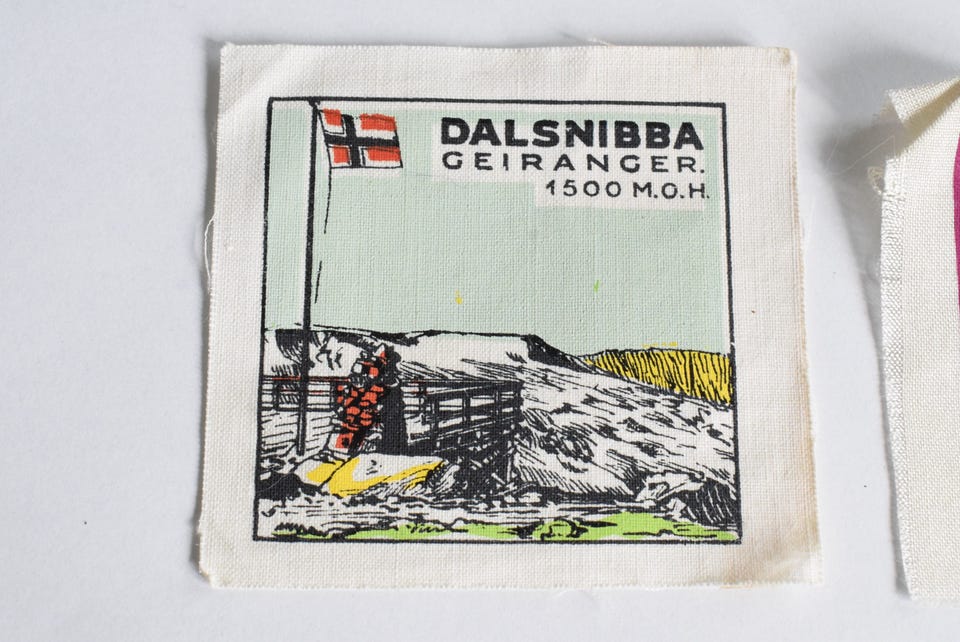 DALSNIBBA
GEIRANGER.
1500 M.O.H.